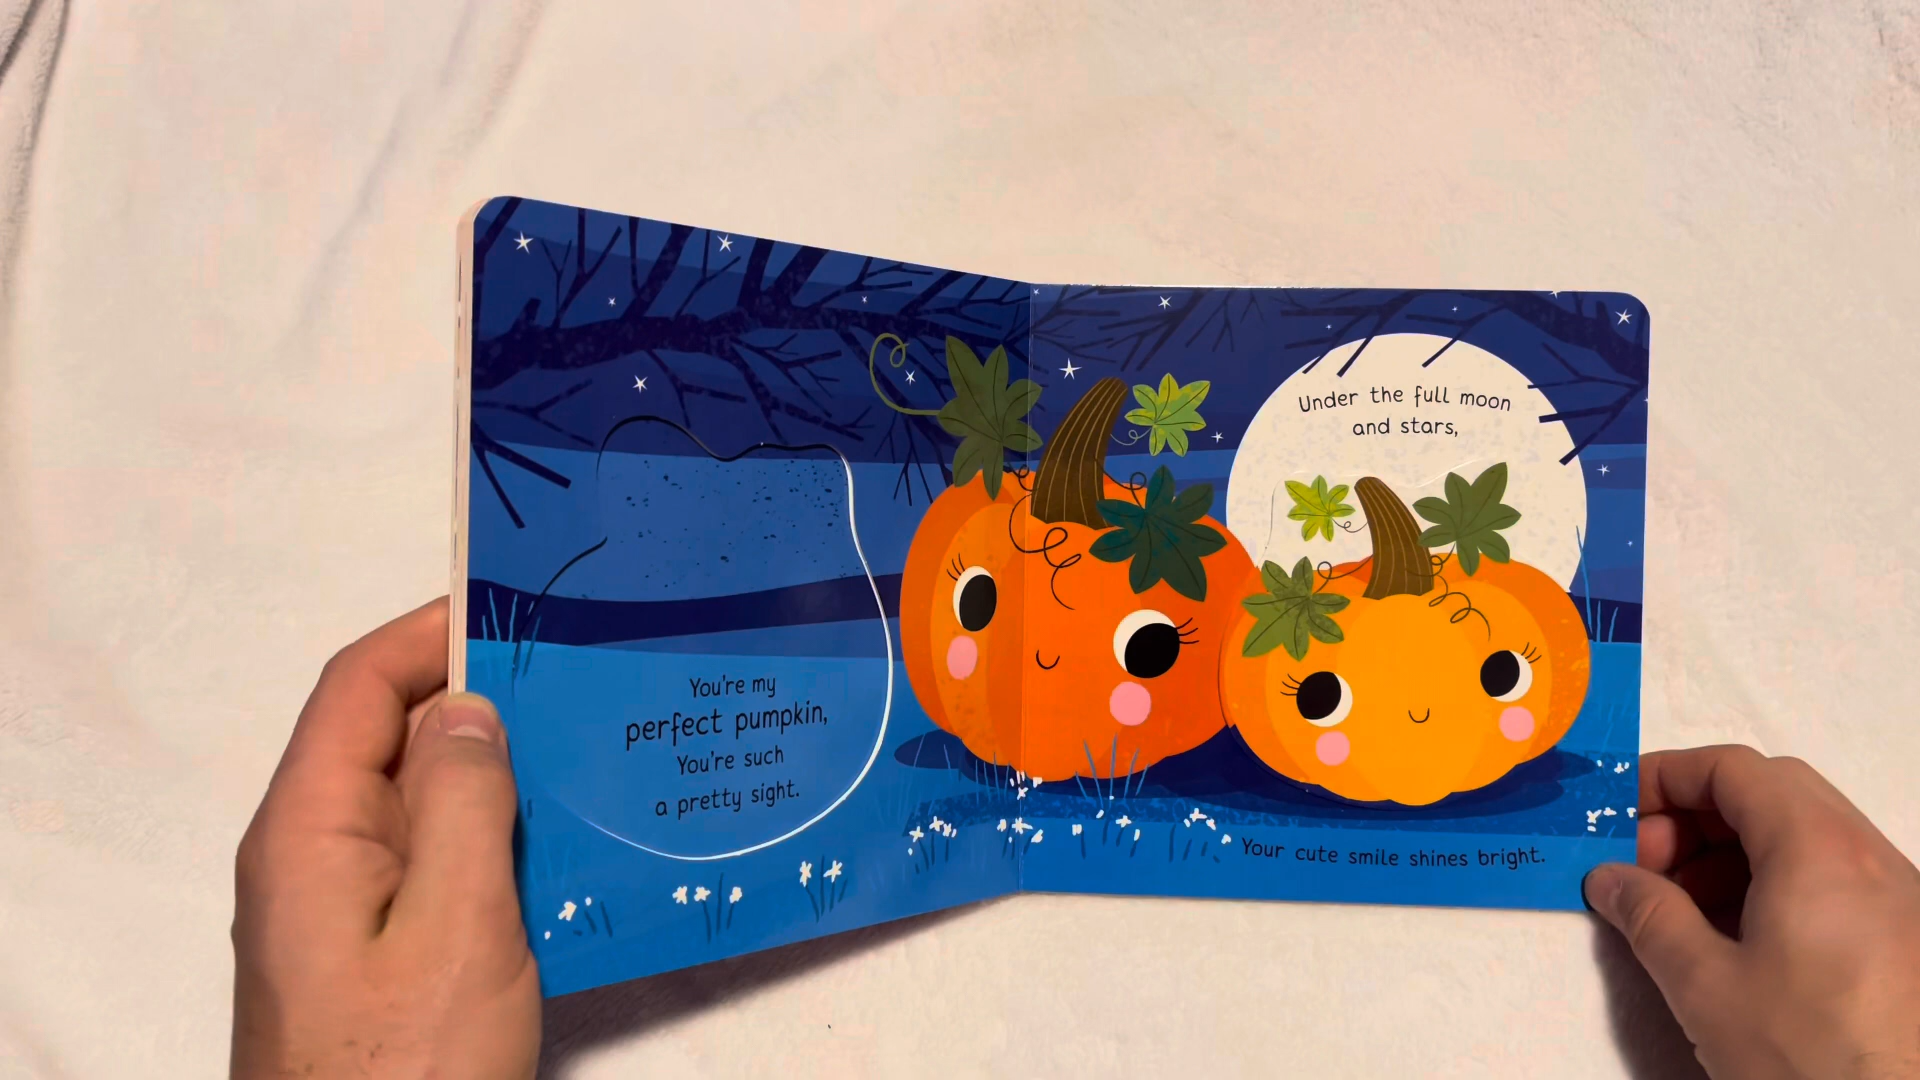 You're my
perfect pumpkin,
You're such
a pretty sight.
Under the full moon
and stars,
Your cute smile shines bright.